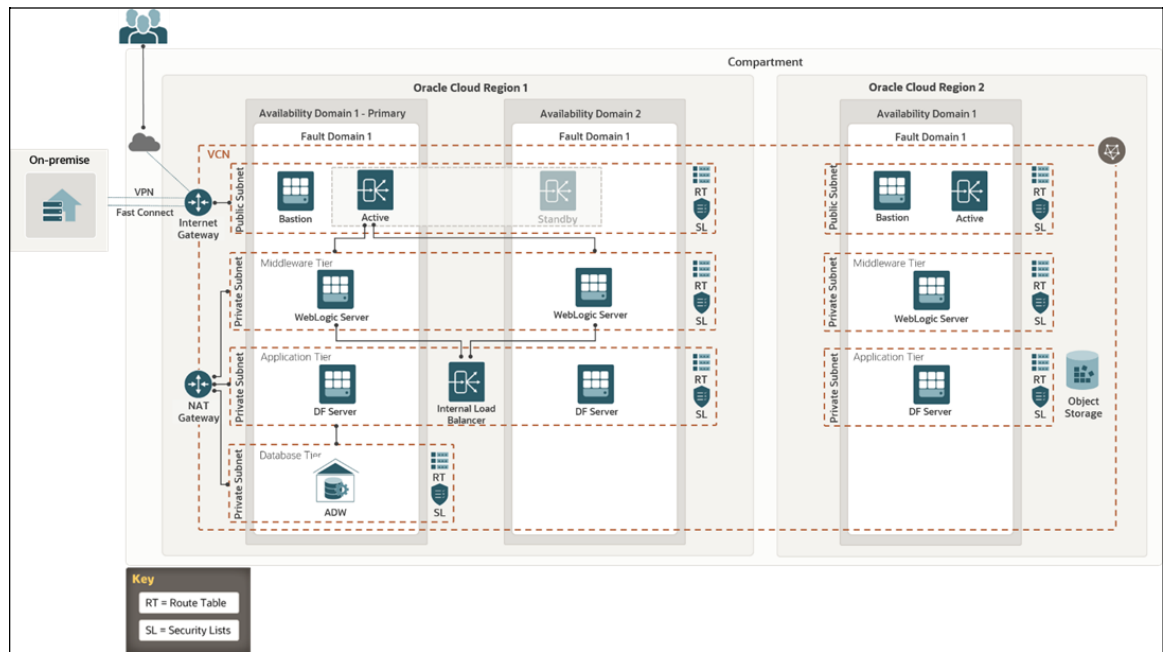 Compartment
Oracle Cloud Region 1
Oracle Cloud Region 2
Availability Domain 1 - Primary
Availability Domain 2
Availability Domain 1
Fault Domain 1
Fault Domain 1
Fault Domain 1
On-premise
VPN
Fast Connect
Internet
Gateway
VCN
Public Subnet
Bastion
Active
Standby
RT
SL
Public Subnet
Bastion
Active
RT
SL
Private Subnet
Middleware Tier
WebLogic Server
WebLogic Server
RT
SL
Private Subnet
Middleware Tier
WebLogic Server
RT
SL
NAT
Gateway
Private Subnet
Application Tier
DF Server
Internal Load
Balancer
DF Server
RT
SL
Private Subnet
Application Tier
DF Server
RT
SL
Object
Storage
Private Subnet
Database Tier
ADW
RT
SL
Key
RT = Route Table
SL = Security Lists